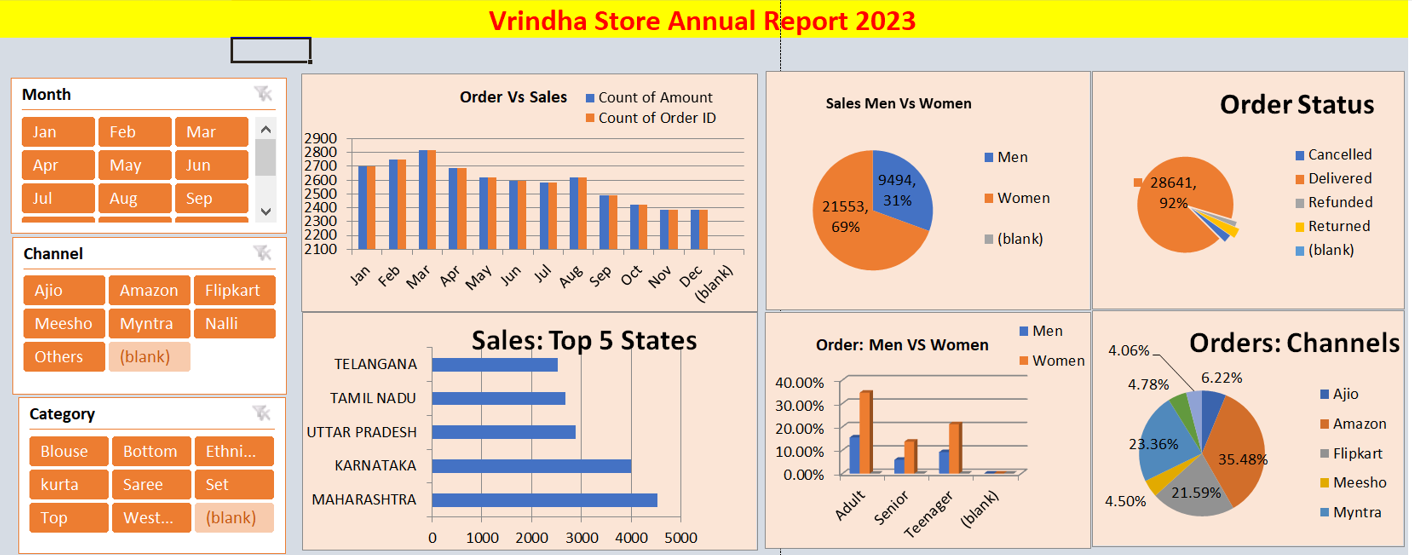 Vrindha Store Annual Report 2023
Month
Jan Feb Mar
Apr May Jun
Jul Aug Sep
Channel
Ajio Amazon Flipkart
Meesho Myntra Nalli
Others (blank)
Category
Blouse Bottom Ethni...
kurta Saree Set
Top West... (blank)
Order Vs Sales
Count of Amount
Count of Order ID
2900
2800
2700
2600
2500
2400
2300
2200
2100
Jan Feb Mar Apr May Jun Jul Aug Sep Oct Nov Dec (blank)
Sales Men Vs Women
9494,
31%
21553,
69%
Men
Women
(blank)
Order Status
28641,
92%
Cancelled
Delivered
Refunded
Returned
(blank)
Sales: Top 5 States
TELANGANA
TAMIL NADU
UTTAR PRADESH
KARNATAKA
MAHARASHTRA
0 1000 2000 3000 4000 5000
Order: Men VS Women
Men
Women
40.00%
30.00%
20.00%
10.00%
0.00%
Adult Senior Teenager (blank)
Orders: Channels
4.06%
6.22%
4.78%
23.36%
35.48%
4.50%
21.59%
Ajio
Amazon
Flipkart
Meesho
Myntra